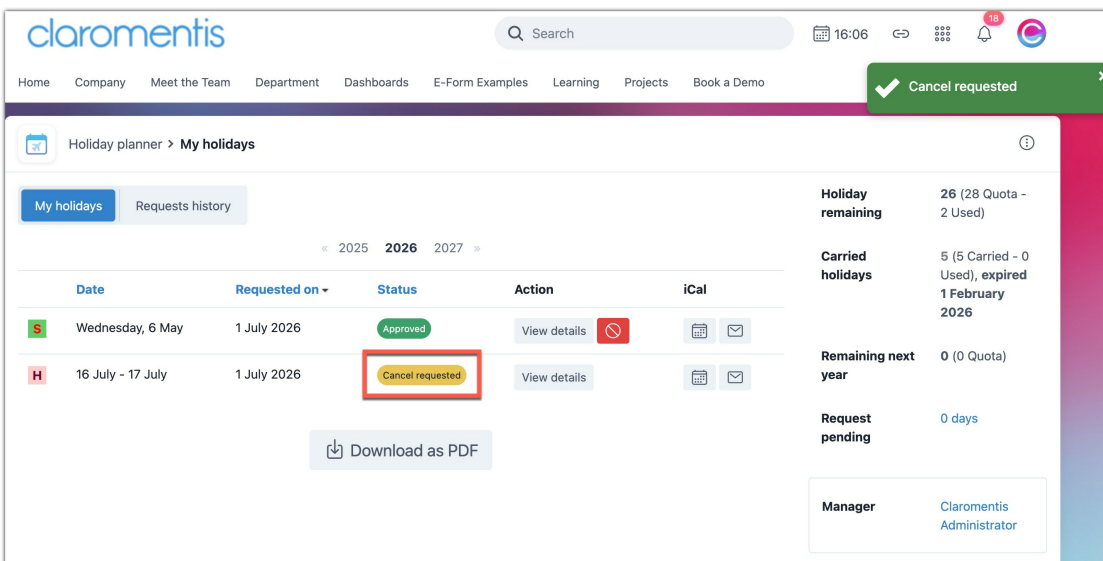 claromentis
Search
16:06
18
Home Company Meet the Team Department Dashboards E-Form Examples Learning Projects Book a Demo
Cancel requested
Holiday planner > My holidays
My holidays Requests history
« 2025 2026 2027 »
Date Requested on Status Action iCal
S Wednesday, 6 May 1 July 2026 Approved View details
H 16 July - 17 July 1 July 2026 Cancel requested View details
Download as PDF
Holiday remaining 26 (28 Quota -
2 Used)
Carried holidays 5 (5 Carried - 0
Used), expired
1 February
2026
Remaining next year 0 (0 Quota)
Request pending 0 days
Manager Claromentis
Administrator